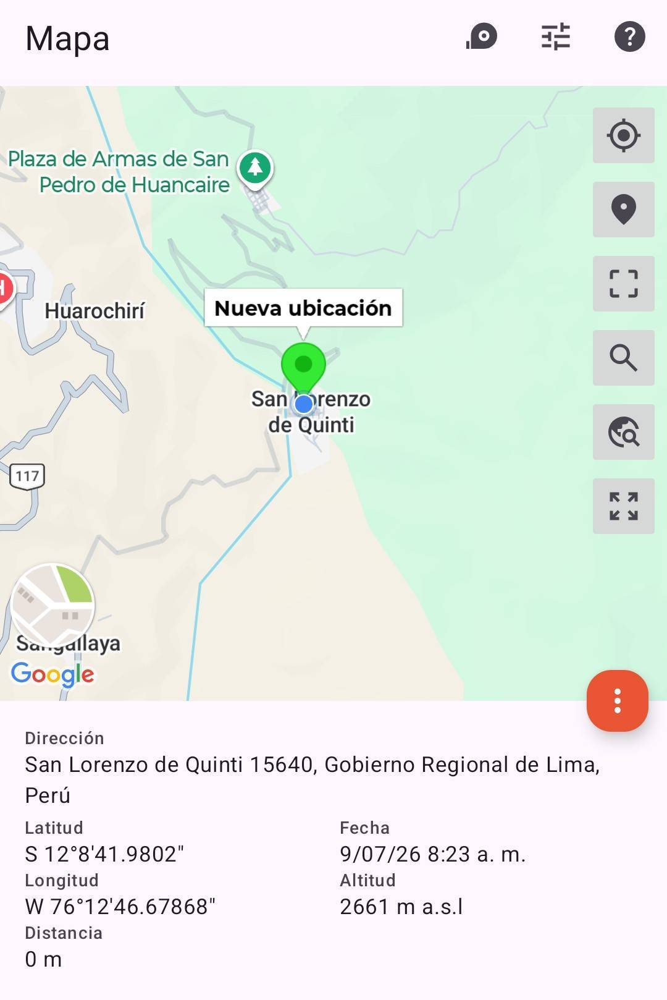 Mapa
Plaza de Armas de San
Pedro de Huancaire
H
Huarochirí
Nueva ubicación
San Lorenzo
de Quinti
117
Sangallaya
Google
Dirección
San Lorenzo de Quinti 15640, Gobierno Regional de Lima,
Perú
Latitud
S 12°8'41.9802"
Fecha
9/07/26 8:23 a. m.
Longitud
W 76°12'46.67868"
Altitud
2661 m a.s.l
Distancia
0 m